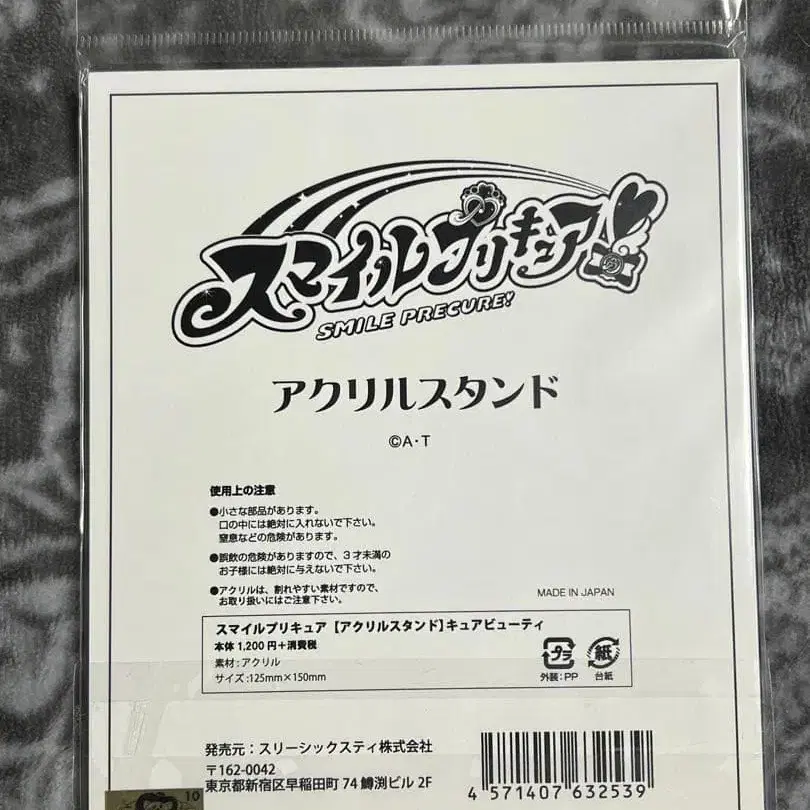 スマイルプリキュア!
SMILE PRECURE!
アクリルスタンド
©A・T
使用上の注意
●小さな部品があります。
口の中には絶対に入れないで下さい。
窒息などの危険があります。
●誤飲の危険がありますので、3才未満の
お子様には絶対に与えないで下さい。
●アクリルは、割れやすい素材ですので、
お取り扱いにはご注意下さい。
MADE IN JAPAN
スマイルプリキュア【アクリルスタンド】キュアビューティ
本体 1,200 円+消費税
素材:アクリル
サイズ:125mm×150mm
プラ
外装:PP
紙
台紙
発売元:スリーシックスティ株式会社
〒162-0042
東京都新宿区早稲田町 74 鱒渕ビル 2F
4 571407 632539
10